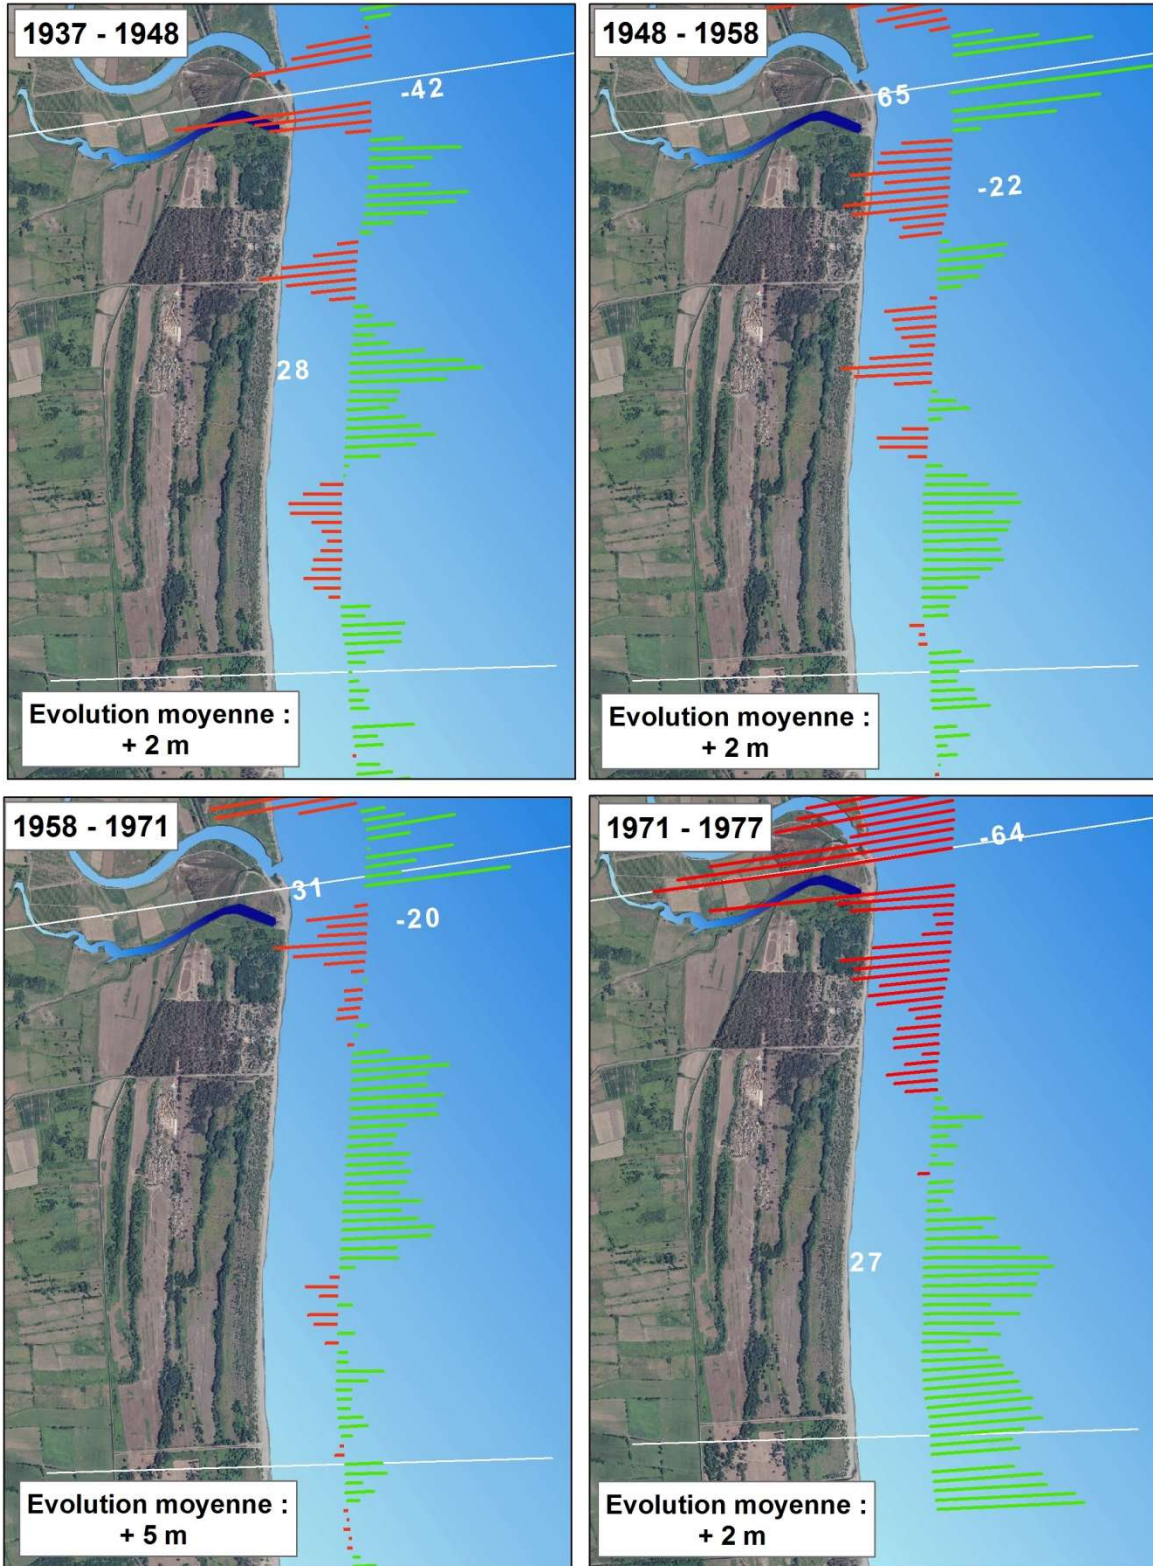 1937 - 1948
-42
28
Evolution moyenne :
+ 2 m
1948 - 1958
65
-22
Evolution moyenne :
+ 2 m
1958 - 1971
31
-20
Evolution moyenne :
+ 5 m
1971 - 1977
-64
27
Evolution moyenne :
+ 2 m